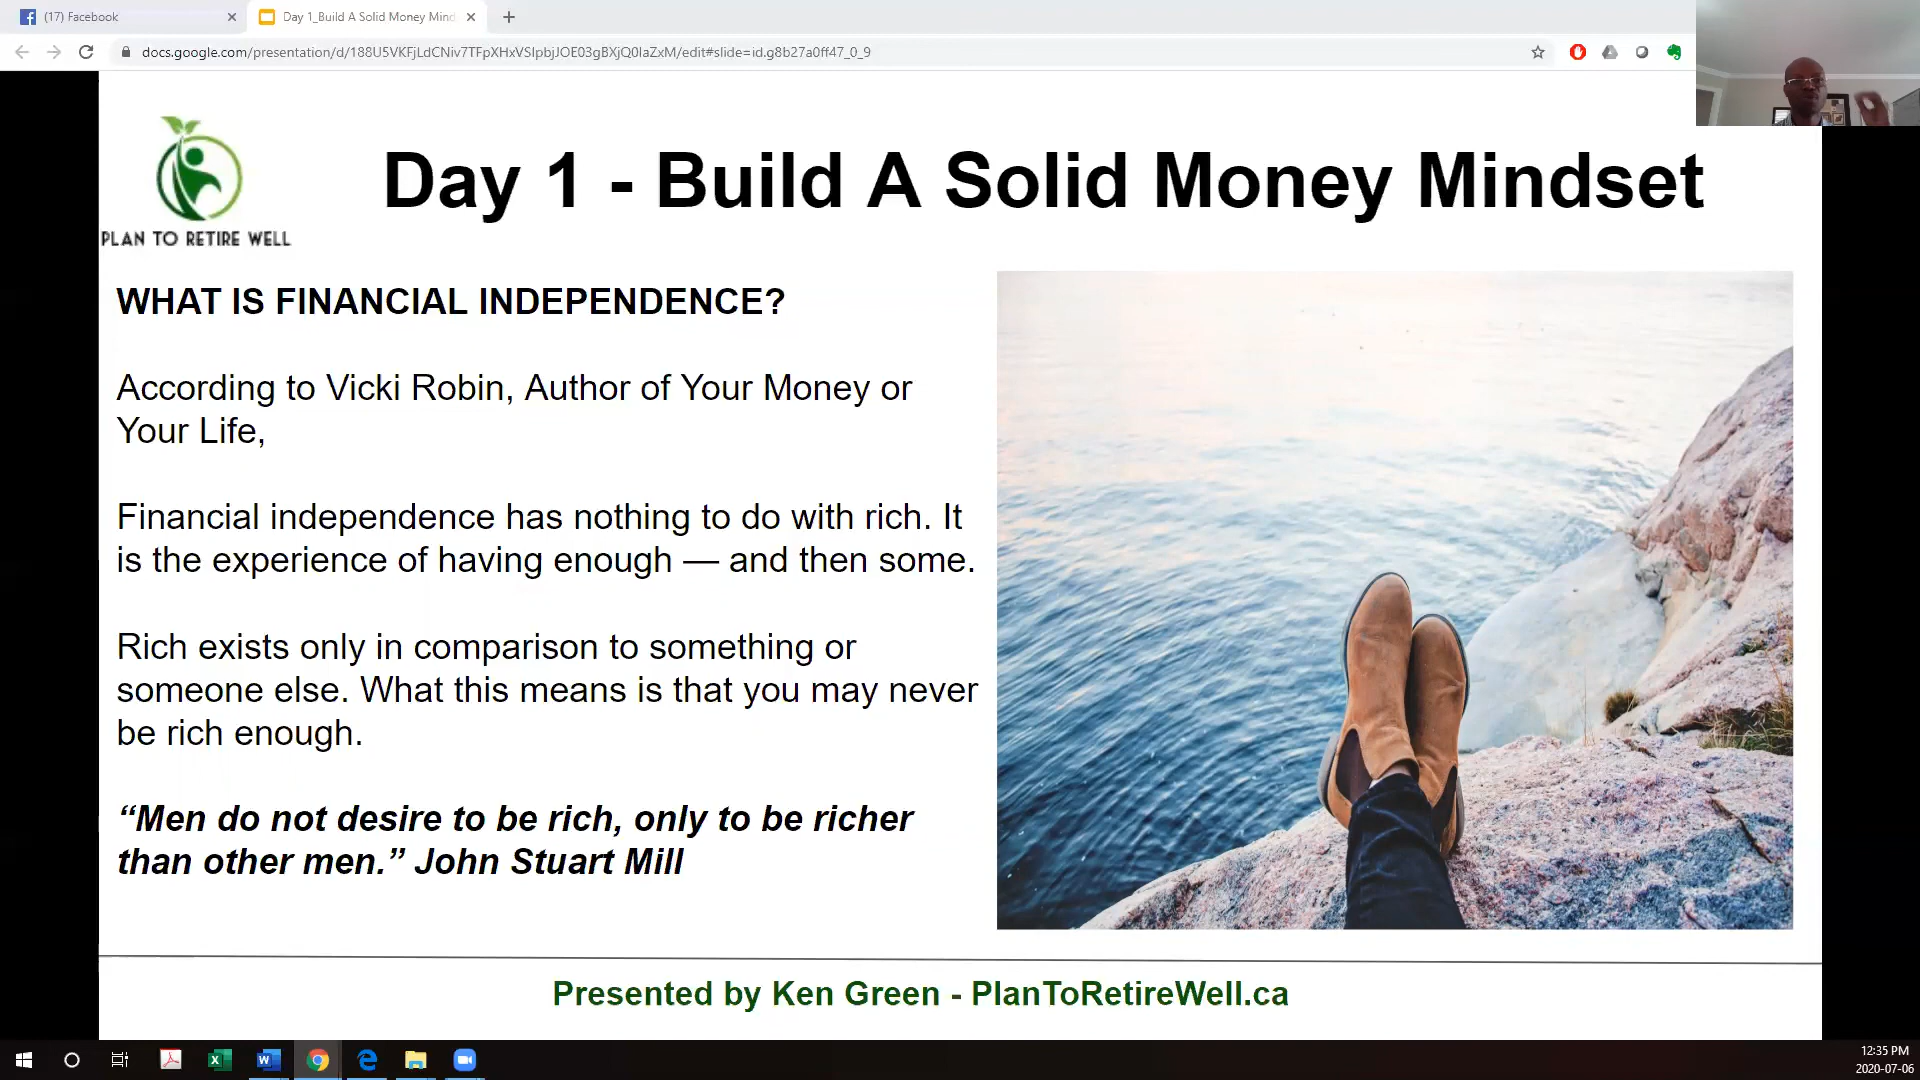 (17) Facebook
Day 1_Build A Solid Money Mind
docs.google.com/presentation/d/188U5VKFjLdCNiv7TFpXHxVSlpbjJOE03gBXjQ0laZxM/edit#slide=id.g8b27a0ff47_0_9
PLAN TO RETIRE WELL
Day 1 - Build A Solid Money Mindset
WHAT IS FINANCIAL INDEPENDENCE?
According to Vicki Robin, Author of Your Money or
Your Life,
Financial independence has nothing to do with rich. It
is the experience of having enough — and then some.
Rich exists only in comparison to something or
someone else. What this means is that you may never
be rich enough.
“Men do not desire to be rich, only to be richer
than other men.” John Stuart Mill
Presented by Ken Green - PlanToRetireWell.ca
12:35 PM
2020-07-06